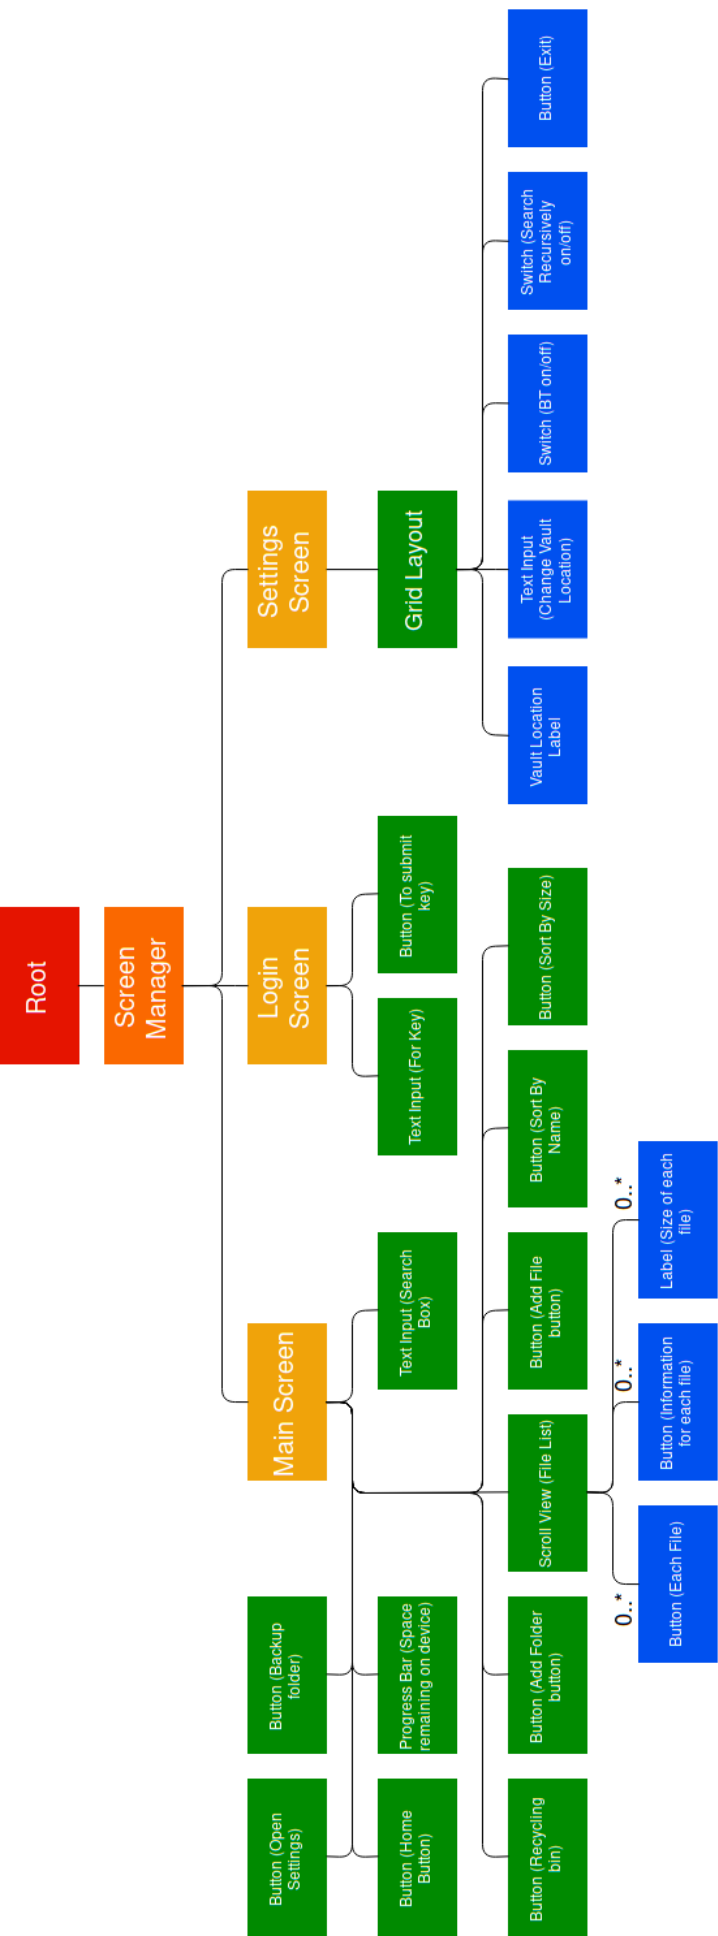 Root
Screen
Manager
Main Screen
Login
Screen
Settings
Screen
Button (Open
Settings)
Button (Backup
folder)
Button (Home
Button)
Progress Bar (Space
remaining on device)
Text Input (Search
Box)
Text Input (For Key)
Button (To submit
key)
Grid Layout
Button (Recycling
bin)
Button (Add Folder
button)
Scroll View (File List)
Button (Add File
button)
Button (Sort By
Name)
Button (Sort By Size)
Vault Location
Label
Text Input
(Change Vault
Location)
Switch (BT on/off)
Switch (Search
Recursively
on/off)
Button (Exit)
0..*
0..*
0..*
Button (Each File)
Button (Information
for each file)
Label (Size of each
file)